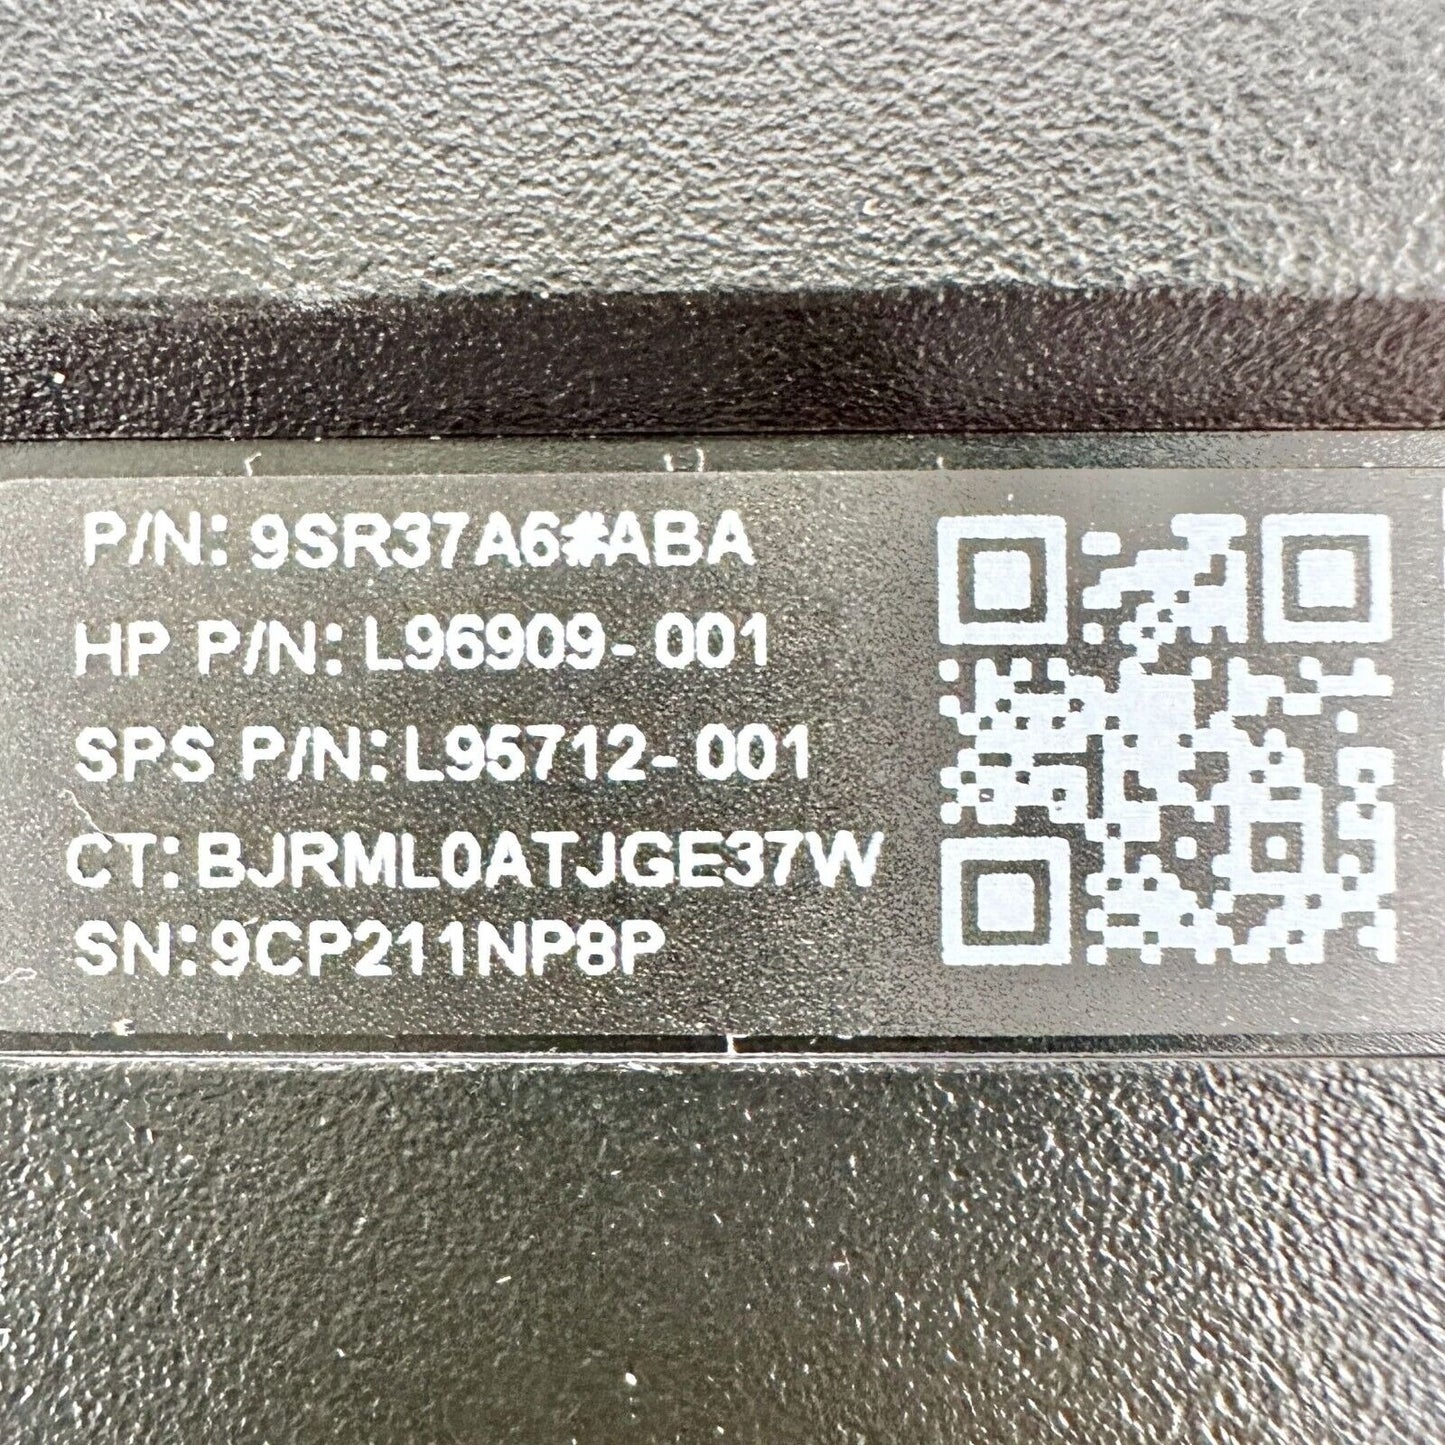 P/N: 9SR37A6#ABA
HP P/N: L96909-001
SPS P/N: L95712-001
CT: BJRML0ATJGE37W
SN: 9CP211NP8P